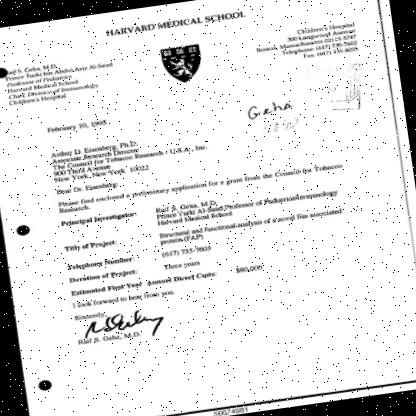 HARVARD MEDICAL SCHOOL
Raif S. Geha, M.D.
Prince Turki bin Abdul Aziz Al-Saud
Professor of Pediatrics
Harvard Medical School
Chief, Division of Immunology
Children's Hospital
Children's Hospital
300 Longwood Avenue
Boston, Massachusetts 02115-5747
Telephone: (617) 735-7602
Fax: (617)
Geha
February 10, 1995
Arthur D. Eisenberg, Ph.D.
Associate Research Director
The Council for Tobacco Research - U.S.A., Inc.
900 Third Avenue
New York, New York 10022
Dear Dr. Eisenberg:
Please find enclosed a preliminary application for a grant from the Council for Tobacco
Research.
Principal Investigator:
Raif S. Geha, M.D.
Prince Turki Al-Saud Professor of Pediatrics/Immunology
Harvard Medical School
Title of Project:
Structural and functional analysis of a novel fas associated
protein (FAP)
Telephone Number:
(617) 735-7603
Duration of Project:
Three years
Estimated First Year Annual Direct Costs:
$80,000
I look forward to hear from you.
Sincerely,
Raif S. Geha, M.D.
50674981